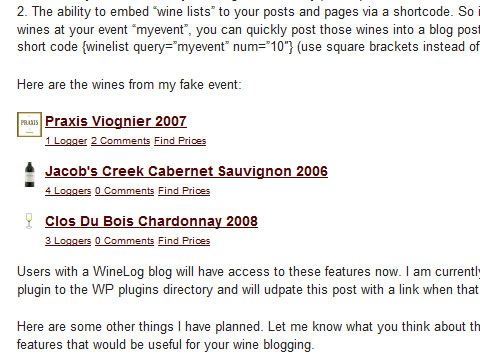 2. The ability to embed “wine lists” to your posts and pages via a shortcode. So i
wines at your event “myevent”, you can quickly post those wines into a blog post
short code {winelist query=”myevent” num=”10″} (use square brackets instead of
Here are the wines from my fake event:
PRAXIS
Praxis Viognier 2007
1 Logger 2 Comments Find Prices
Jacob's Creek Cabernet Sauvignon 2006
4 Loggers 0 Comments Find Prices
Clos Du Bois Chardonnay 2008
3 Loggers 0 Comments Find Prices
Users with a WineLog blog will have access to these features now. I am currently
plugin to the WP plugins directory and will udpate this post with a link when that
Here are some other things I have planned. Let me know what you think about th
features that would be useful for your wine blogging.